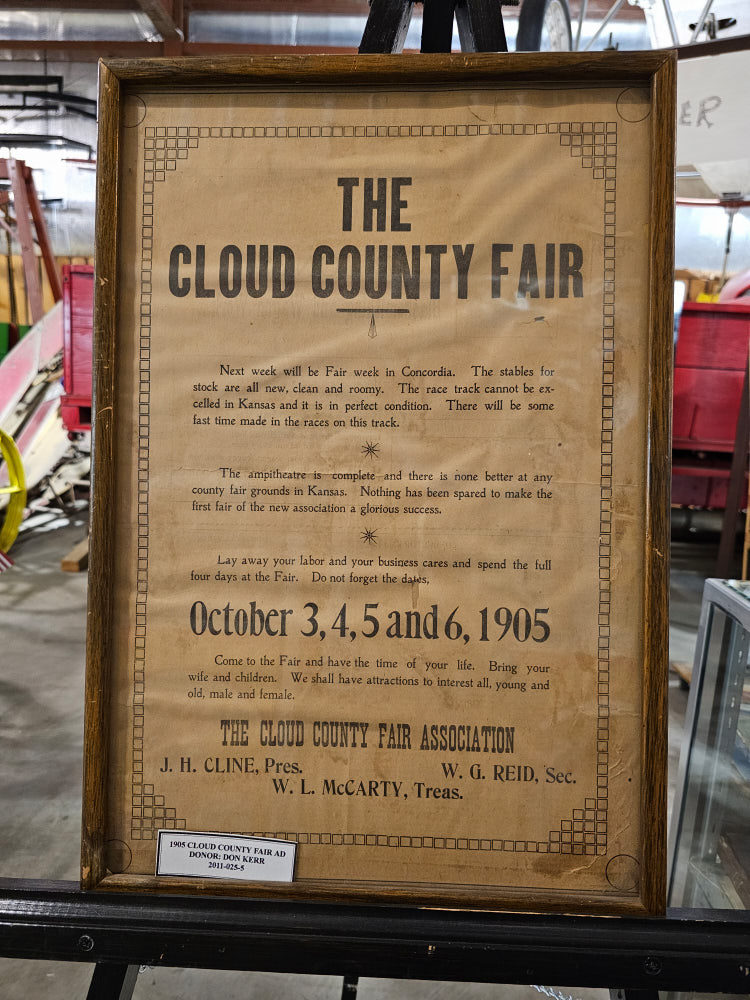 THE
CLOUD COUNTY FAIR
Next week will be Fair week in Concordia. The stables for
stock are all new, clean and roomy. The race track cannot be ex-
celled in Kansas and it is in perfect condition. There will be some
fast time made in the races on this track.
The ampitheatre is complete and there is none better at any
county fair grounds in Kansas. Nothing has been spared to make the
first fair of the new association a glorious success.
Lay away your labor and your business cares and spend the full
four days at the Fair. Do not forget the dates,
October 3, 4, 5 and 6, 1905
Come to the Fair and have the time of your life. Bring your
wife and children. We shall have attractions to interest all, young and
old, male and female.
THE CLOUD COUNTY FAIR ASSOCIATION
J. H. CLINE, Pres. W. G. REID, Sec.
W. L. McCARTY, Treas.
1905 CLOUD COUNTY FAIR AD
DONOR: DON KERR
2011-025-5